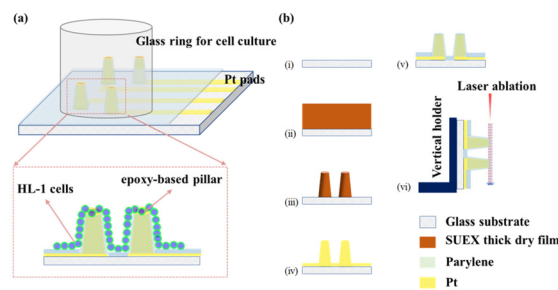 (a)
Glass ring for cell culture
Pt pads
HL-1 cells
epoxy-based pillar
(b)
(i)
(ii)
(iii)
(iv)
(v)
Laser ablation
Vertical holder
(vi)
Glass substrate
SUEX thick dry film
Parylene
Pt